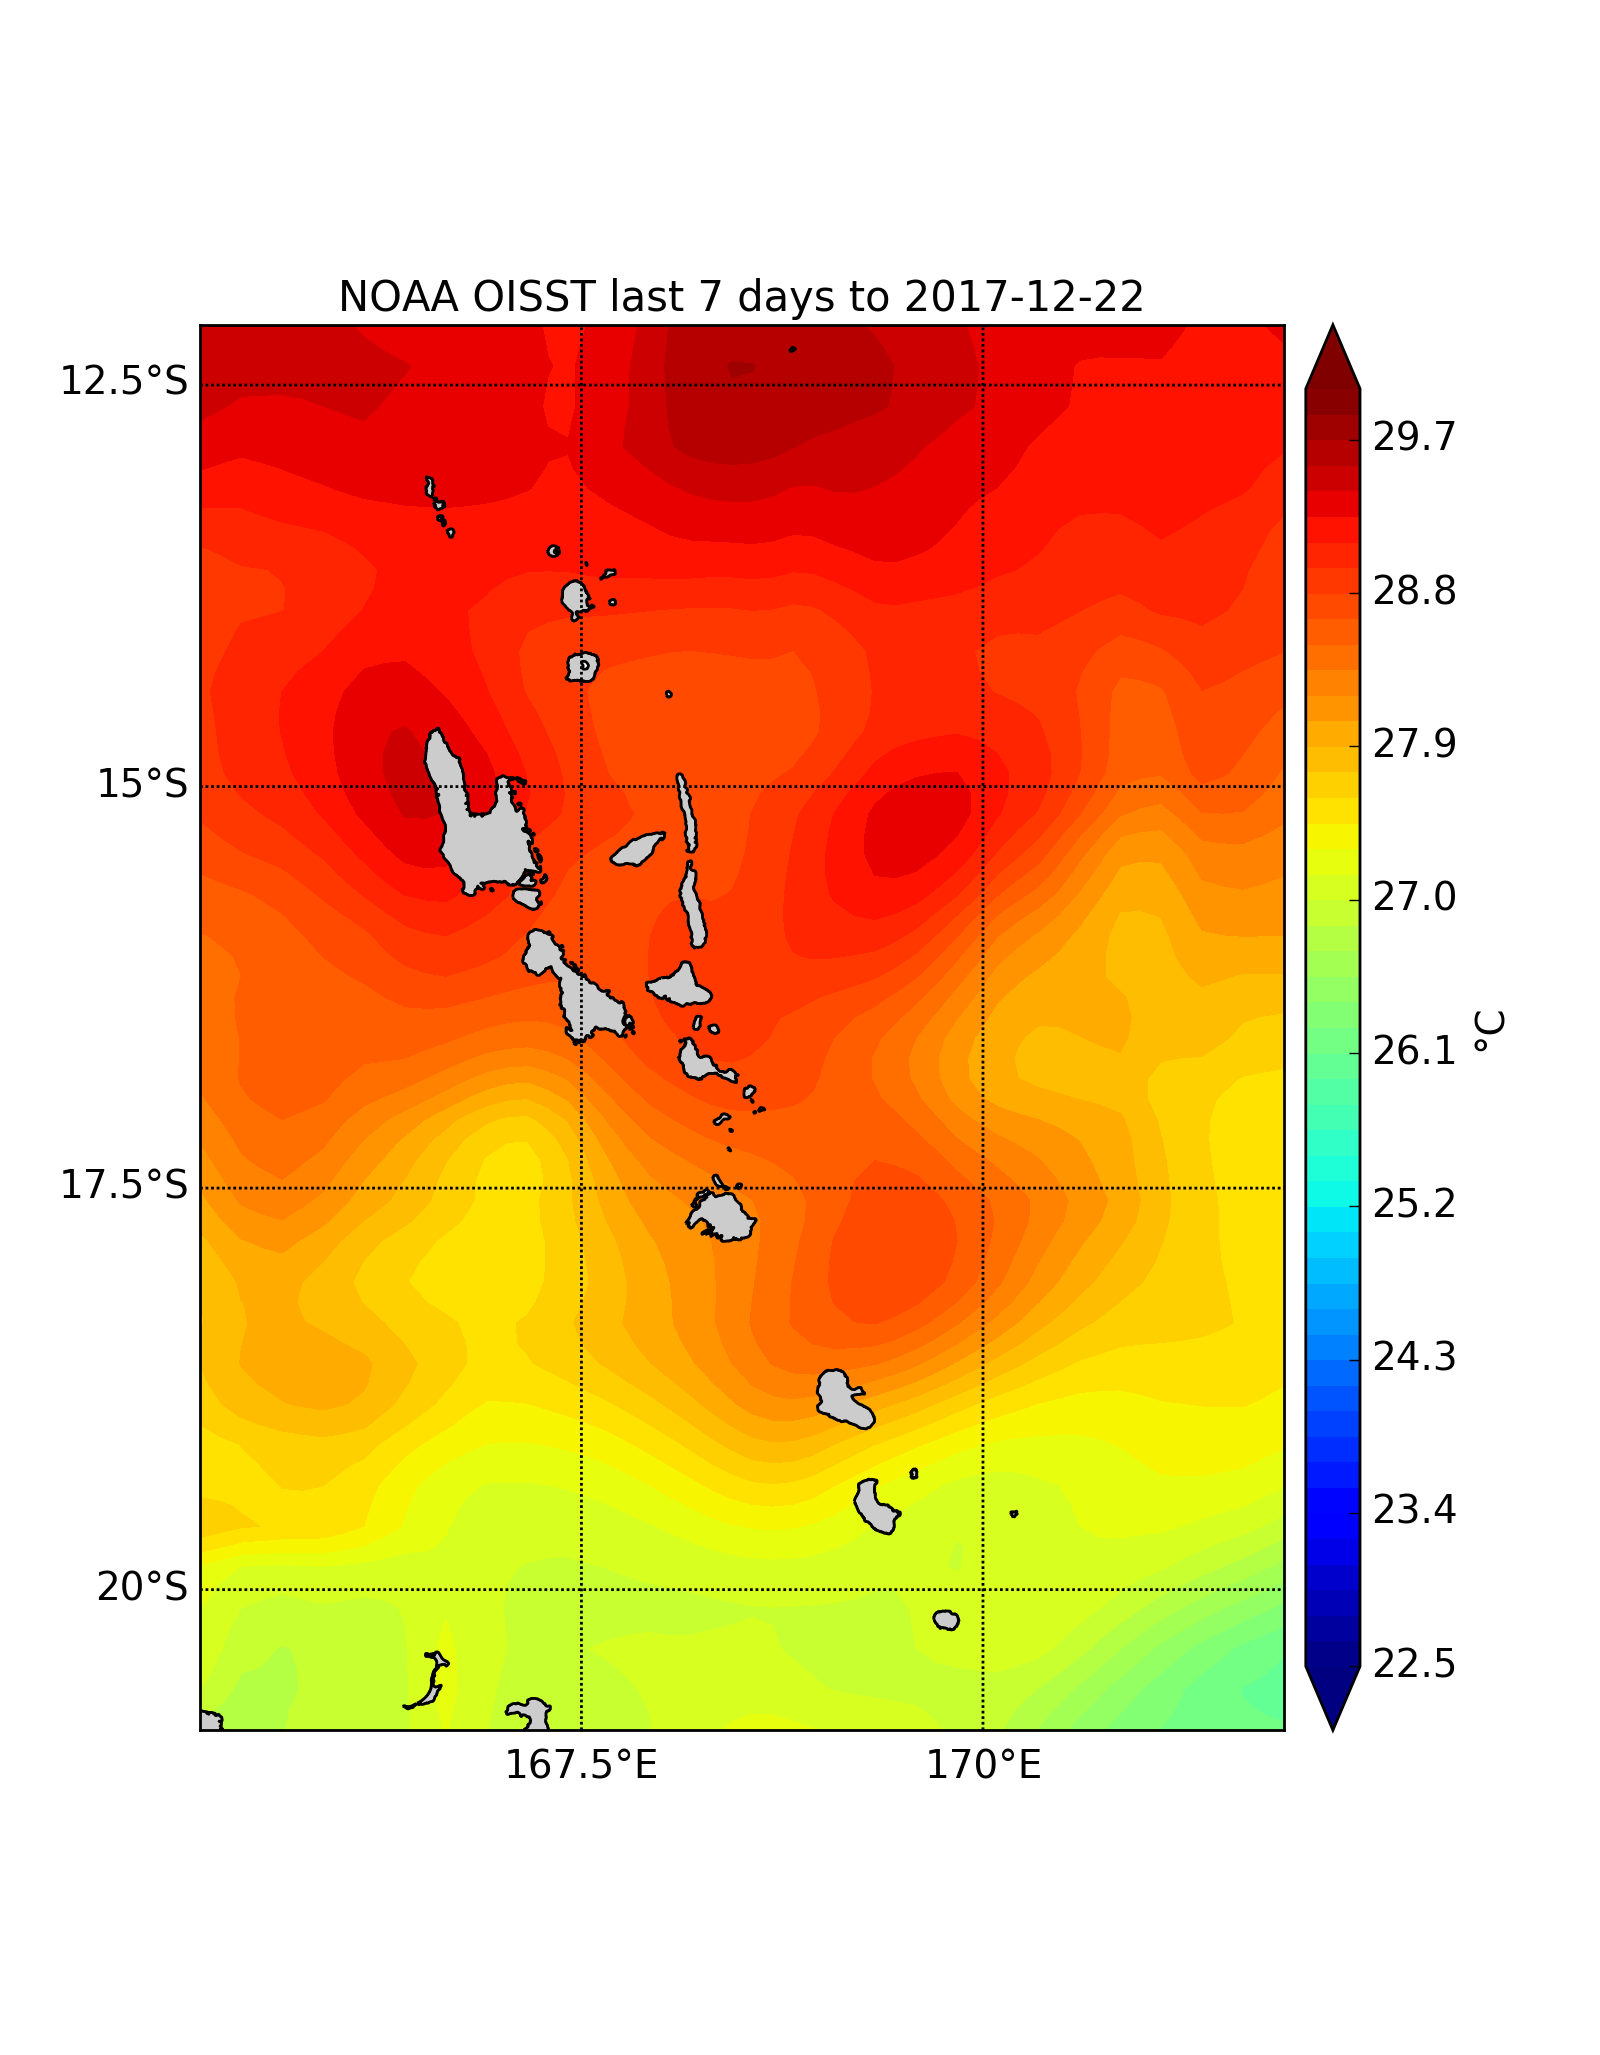 NOAA OISST last 7 days to 2017-12-22
12.5°S
15°S
17.5°S
20°S
167.5°E
170°E
29.7
28.8
27.9
27.0
26.1
25.2
24.3
23.4
22.5
°C